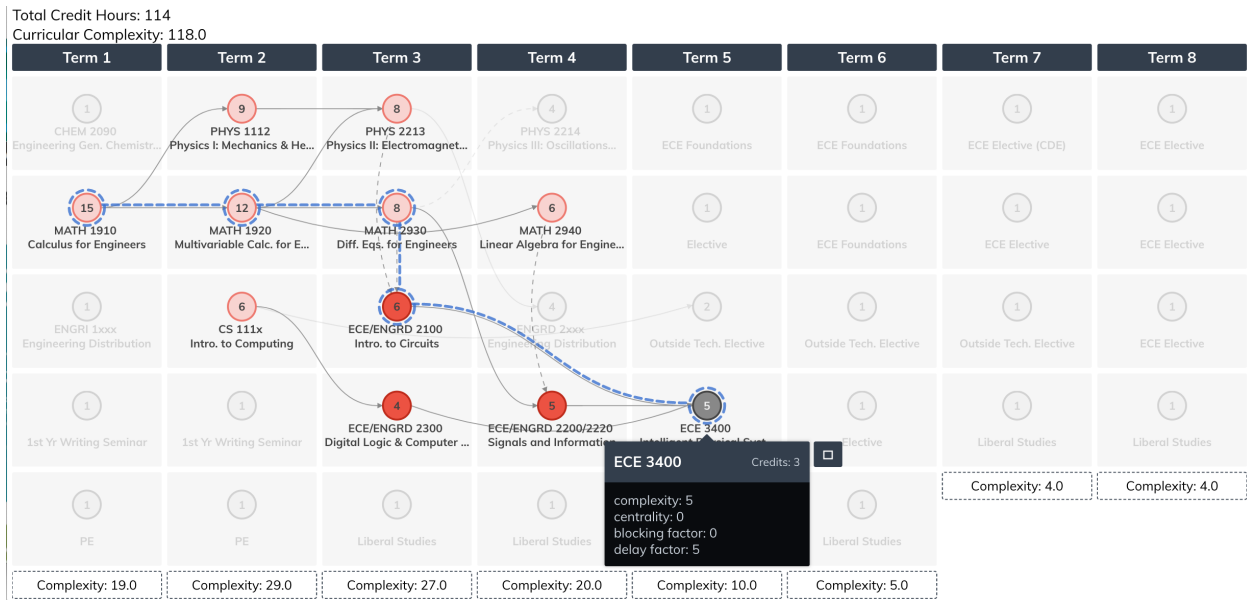 Total Credit Hours: 114
Curricular Complexity: 118.0
Term 1
Term 2
Term 3
Term 4
Term 5
Term 6
Term 7
Term 8
1
CHEM 2090
Engineering Gen. Chemistr...
9
PHYS 1112
Physics I: Mechanics & He...
8
PHYS 2213
Physics II: Electromagnet...
4
PHYS 2214
Physics III: Oscillations...
1
ECE Foundations
1
ECE Foundations
1
ECE Elective (CDE)
1
ECE Elective
15
MATH 1910
Calculus for Engineers
12
MATH 1920
Multivariable Calc. for E...
8
MATH 2930
Diff. Eqs. for Engineers
6
MATH 2940
Linear Algebra for Engine...
1
Elective
1
ECE Foundations
1
ECE Elective
1
ECE Elective
1
ENGRI 1xxx
Engineering Distribution
6
CS 111x
Intro. to Computing
6
ECE/ENGRD 2100
Intro. to Circuits
4
ENGRD 2xxx
Engineering Distribution
2
Outside Tech. Elective
1
Outside Tech. Elective
1
Outside Tech. Elective
1
ECE Elective
1
1st Yr Writing Seminar
1
1st Yr Writing Seminar
4
ECE/ENGRD 2300
Digital Logic & Computer ...
5
ECE/ENGRD 2200/2220
Signals and Information
5
ECE 3400
Intelligent Physical Syst...
1
Elective
1
Liberal Studies
1
Liberal Studies
1
PE
1
PE
1
Liberal Studies
1
Liberal Studies
ECE 3400
Credits: 3
complexity: 5
centrality: 0
blocking factor: 0
delay factor: 5
1
Liberal Studies
Complexity: 4.0
Complexity: 4.0
Complexity: 19.0
Complexity: 29.0
Complexity: 27.0
Complexity: 20.0
Complexity: 10.0
Complexity: 5.0